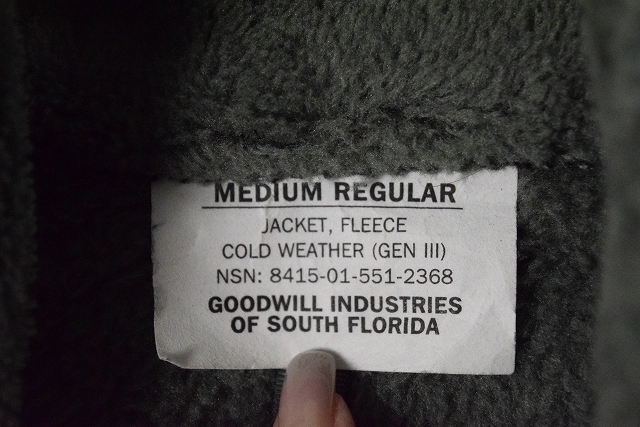 MEDIUM REGULAR
JACKET, FLEECE
COLD WEATHER (GEN III)
NSN: 8415-01-551-2368
GOODWILL INDUSTRIES
OF SOUTH FLORIDA